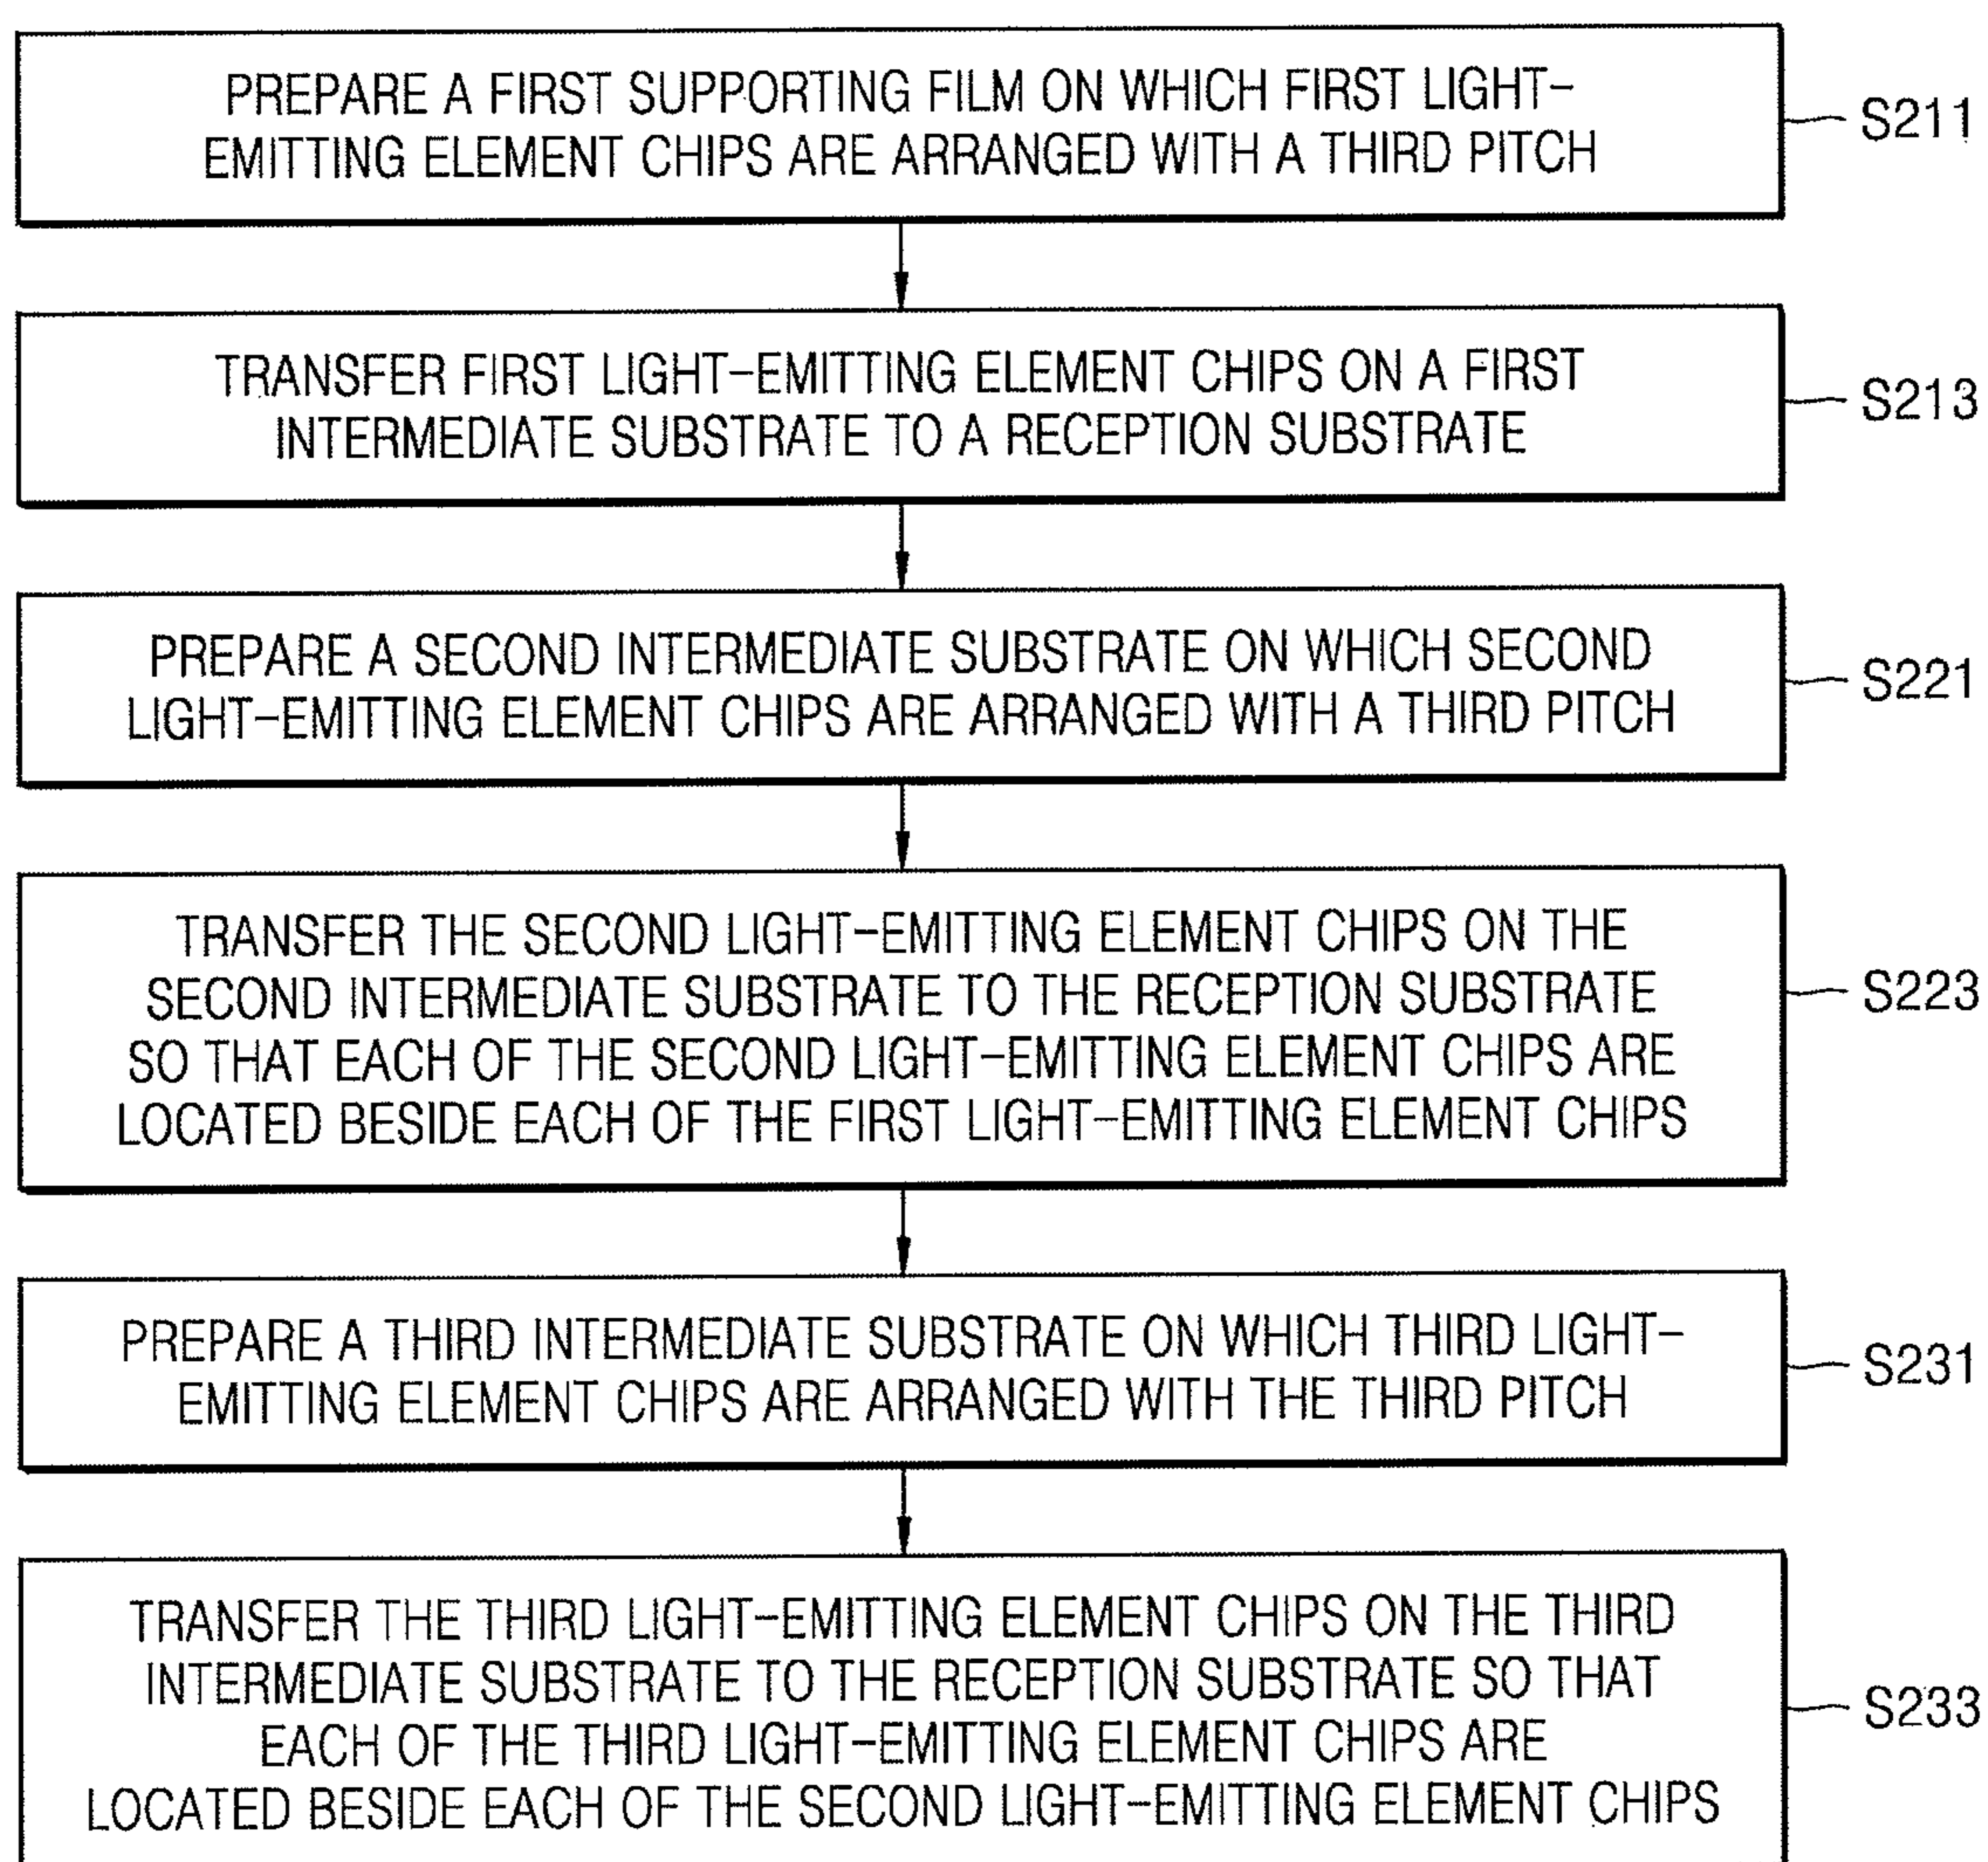 PREPARE A FIRST SUPPORTING FILM ON WHICH FIRST LIGHT-
EMITTING ELEMENT CHIPS ARE ARRANGED WITH A THIRD PITCH
S211
TRANSFER FIRST LIGHT-EMITTING ELEMENT CHIPS ON A FIRST
INTERMEDIATE SUBSTRATE TO A RECEPTION SUBSTRATE
S213
PREPARE A SECOND INTERMEDIATE SUBSTRATE ON WHICH SECOND
LIGHT-EMITTING ELEMENT CHIPS ARE ARRANGED WITH A THIRD PITCH
S221
TRANSFER THE SECOND LIGHT-EMITTING ELEMENT CHIPS ON THE
SECOND INTERMEDIATE SUBSTRATE TO THE RECEPTION SUBSTRATE
SO THAT EACH OF THE SECOND LIGHT-EMITTING ELEMENT CHIPS ARE
LOCATED BESIDE EACH OF THE FIRST LIGHT-EMITTING ELEMENT CHIPS
S223
PREPARE A THIRD INTERMEDIATE SUBSTRATE ON WHICH THIRD LIGHT-
EMITTING ELEMENT CHIPS ARE ARRANGED WITH THE THIRD PITCH
S231
TRANSFER THE THIRD LIGHT-EMITTING ELEMENT CHIPS ON THE THIRD
INTERMEDIATE SUBSTRATE TO THE RECEPTION SUBSTRATE SO THAT
EACH OF THE THIRD LIGHT-EMITTING ELEMENT CHIPS ARE
LOCATED BESIDE EACH OF THE SECOND LIGHT-EMITTING ELEMENT CHIPS
S233